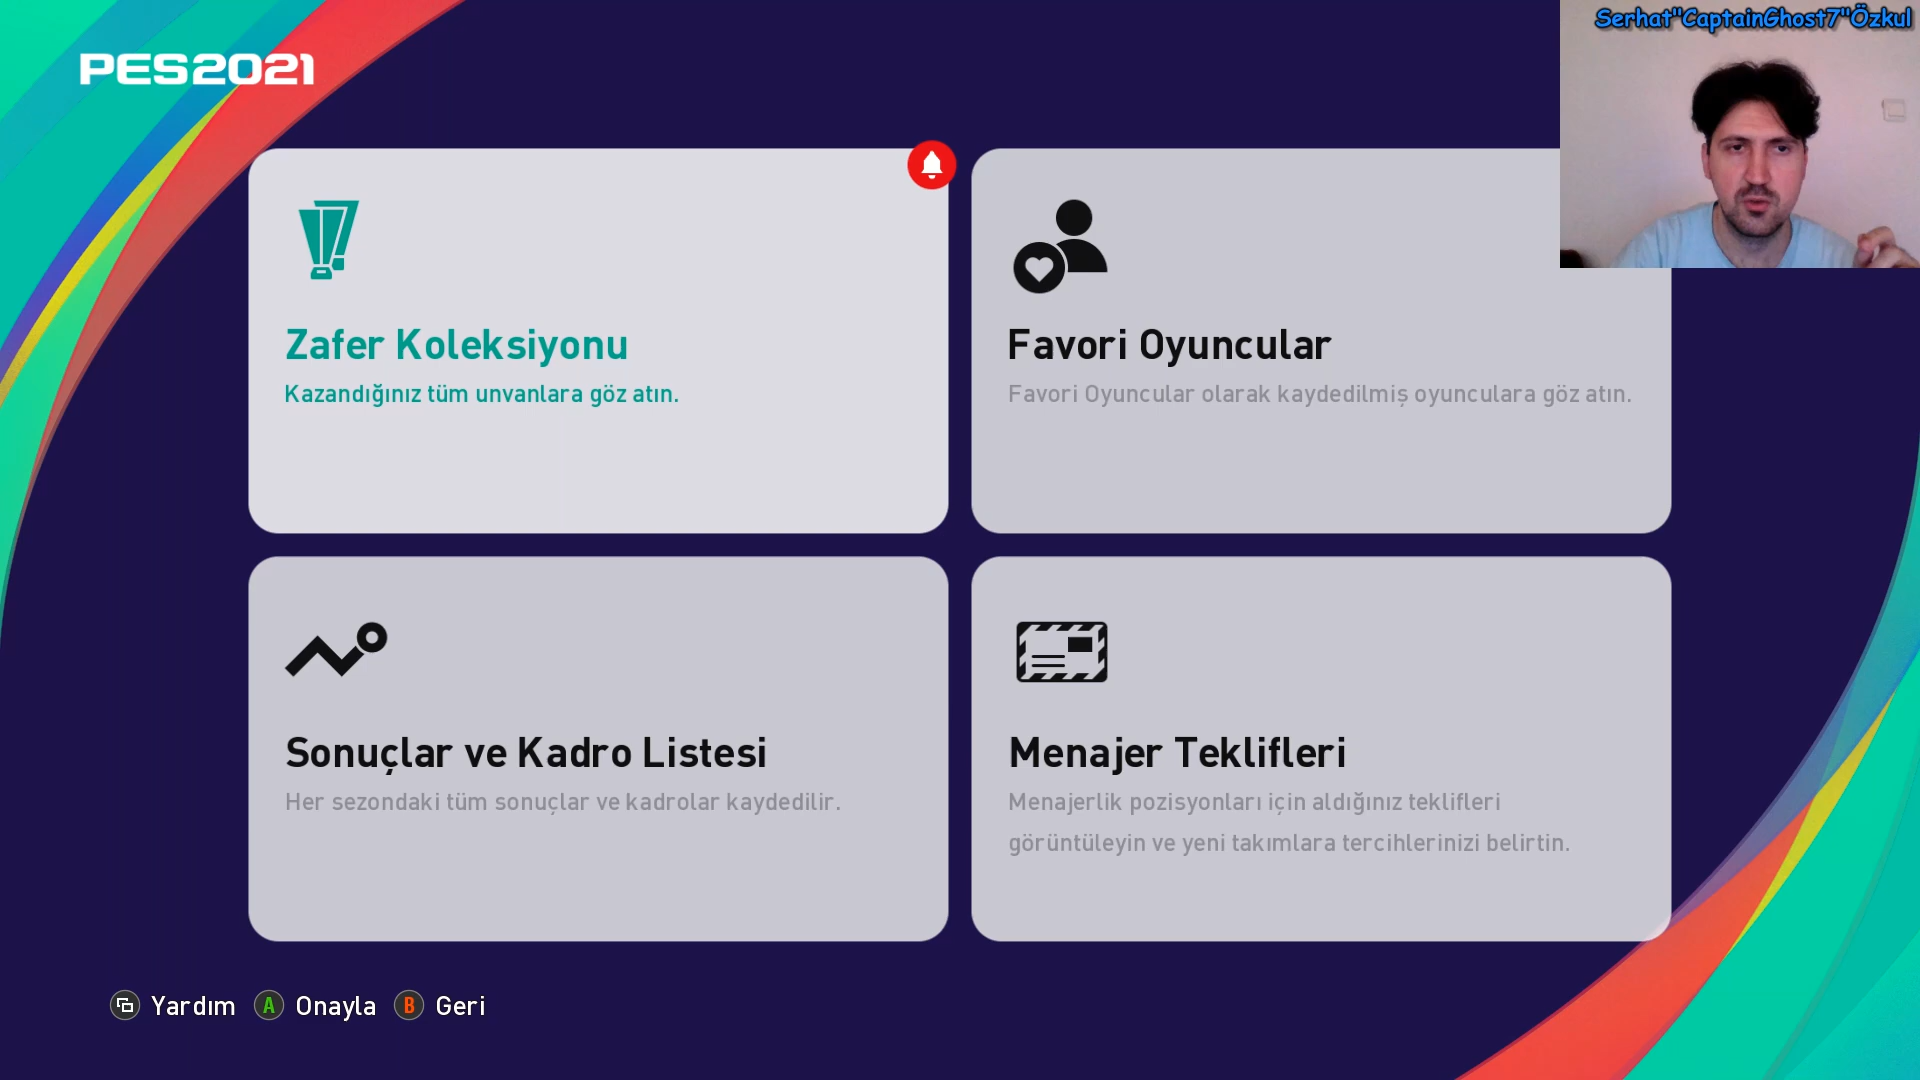 Serhat"CaptainGhost7"Özkul
PES2021
Zafer Koleksiyonu
Kazandığınız tüm unvanlara göz atın.
Favori Oyuncular
Favori Oyuncular olarak kaydedilmiş oyunculara göz atın.
Sonuçlar ve Kadro Listesi
Her sezondaki tüm sonuçlar ve kadrolar kaydedilir.
Menajer Teklifleri
Menajerlik pozisyonları için aldığınız teklifleri
görüntüleyin ve yeni takımlara tercihlerinizi belirtin.
Yardım A Onayla B Geri